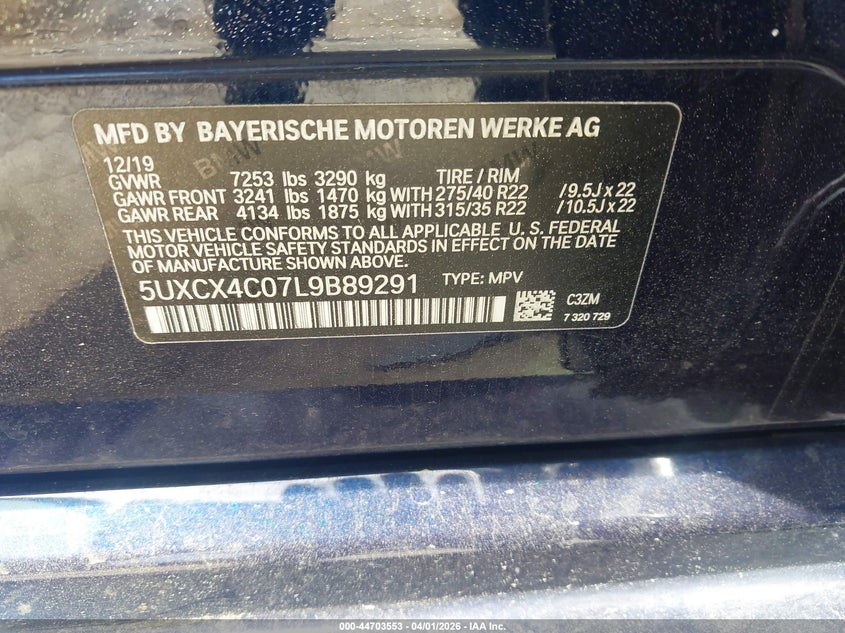 MFD BY BAYERISCHE MOTOREN WERKE AG
12/19
GVWR 7253 lbs 3290 kg TIRE / RIM
GAWR FRONT 3241 lbs 1470 kg WITH 275/40 R22 /9.5J x 22
GAWR REAR 4134 lbs 1875 kg WITH 315/35 R22 /10.5J x 22
THIS VEHICLE CONFORMS TO ALL APPLICABLE U. S. FEDERAL
MOTOR VEHICLE SAFETY STANDARDS IN EFFECT ON THE DATE
OF MANUFACTURE SHOWN ABOVE.
5UXCX4C07L9B89291 TYPE: MPV
C3ZM
7 320 729
000-44703553 - 04/01/2026 - IAA Inc.